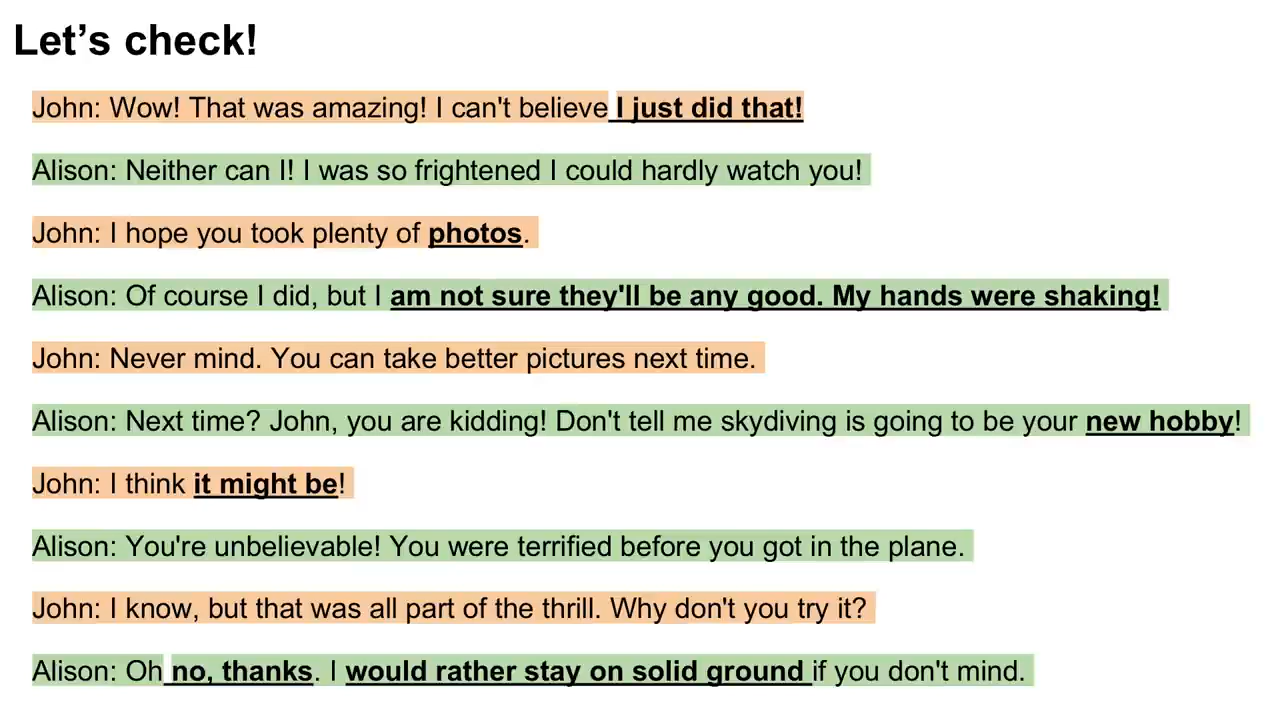 Let’s check!
John: Wow! That was amazing! I can't believe I just did that!
Alison: Neither can I! I was so frightened I could hardly watch you!
John: I hope you took plenty of photos.
Alison: Of course I did, but I am not sure they'll be any good. My hands were shaking!
John: Never mind. You can take better pictures next time.
Alison: Next time? John, you are kidding! Don't tell me skydiving is going to be your new hobby!
John: I think it might be!
Alison: You're unbelievable! You were terrified before you got in the plane.
John: I know, but that was all part of the thrill. Why don't you try it?
Alison: Oh no, thanks. I would rather stay on solid ground if you don't mind.